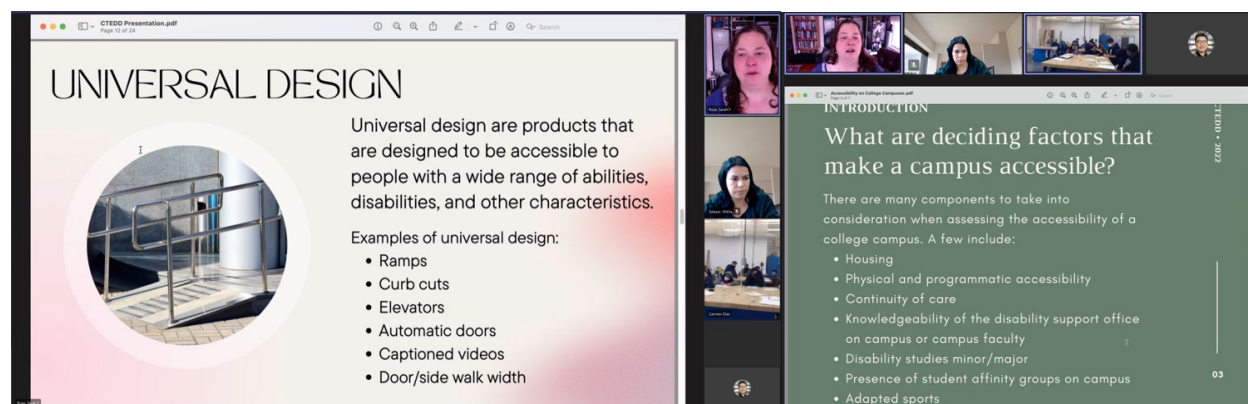 CTEDD Presentation.pdf
Page 12 of 24
Search
UNIVERSAL DESIGN
Universal design are products that
are designed to be accessible to
people with a wide range of abilities,
disabilities, and other characteristics.
Examples of universal design:
• Ramps
• Curb cuts
• Elevators
• Automatic doors
• Captioned videos
• Door/side walk width
Carmen Diaz
Accessibility on College Campuses.pdf
Search
INTRODUCTION
What are deciding factors that
make a campus accessible?
There are many components to take into
consideration when assessing the accessibility of a
college campus. A few include:
• Housing
• Physical and programmatic accessibility
• Continuity of care
• Knowledgeability of the disability support office
on campus or campus faculty
• Disability studies minor/major
• Presence of student affinity groups on campus
• Adapted sports
CTEDD • 2022
03